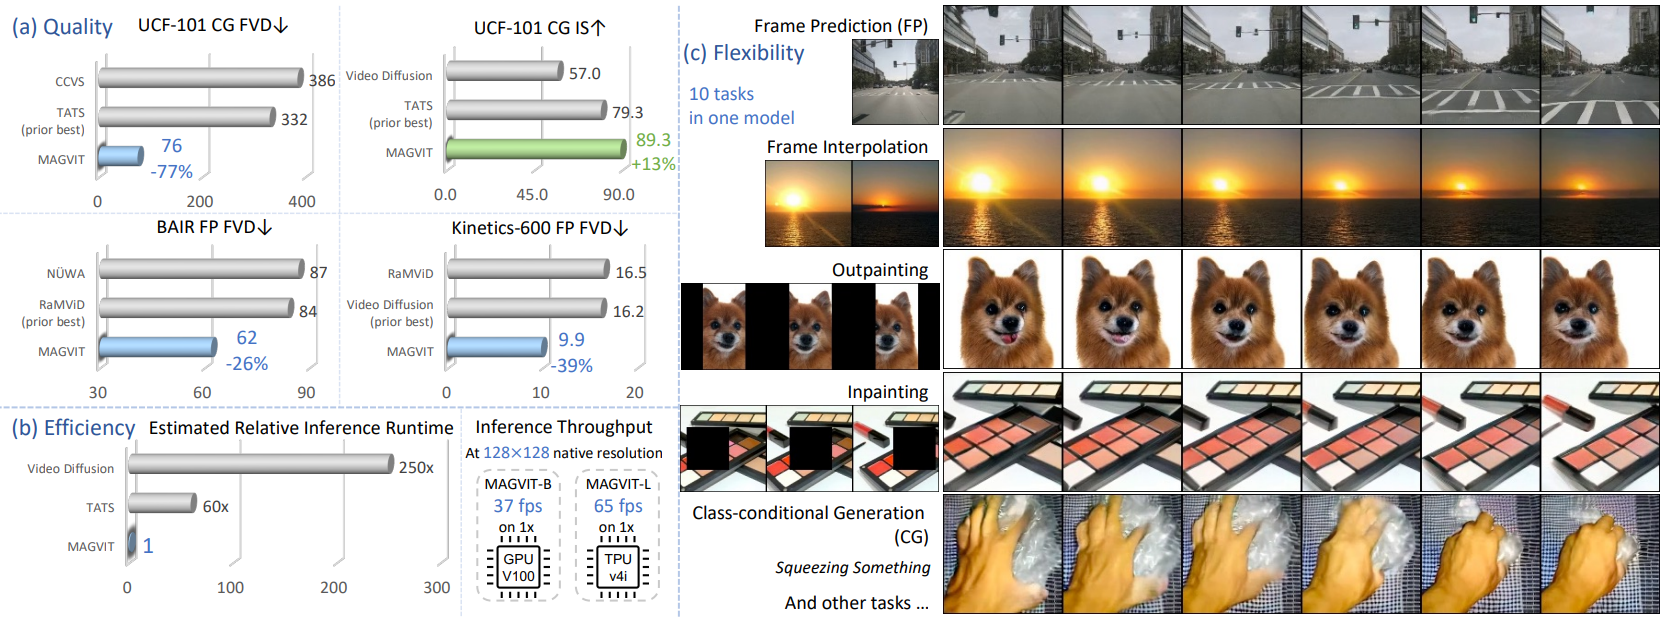 (a) Quality
UCF-101 CG FVD↓
CCVS
386
TATS
(prior best)
332
MAGVIT
76
-77%
0
200
400
UCF-101 CG IS↑
Video Diffusion
57.0
TATS
(prior best)
79.3
MAGVIT
89.3
+13%
0.0
45.0
90.0
BAIR FP FVD↓
NÜWA
87
RaMViD
(prior best)
84
MAGVIT
62
-26%
30
60
90
Kinetics-600 FP FVD↓
RaMViD
16.5
Video Diffusion
(prior best)
16.2
MAGVIT
9.9
-39%
0
10
20
(b) Efficiency
Estimated Relative Inference Runtime
Video Diffusion
250x
TATS
60x
MAGVIT
1
0
100
200
300
Inference Throughput
At 128×128 native resolution
MAGVIT-B
37 fps
on 1x
GPU
V100
MAGVIT-L
65 fps
on 1x
TPU
v4i
(c) Flexibility
10 tasks
in one model
Frame Prediction (FP)
Frame Interpolation
Outpainting
Inpainting
Class-conditional Generation
(CG)
Squeezing Something
And other tasks ...